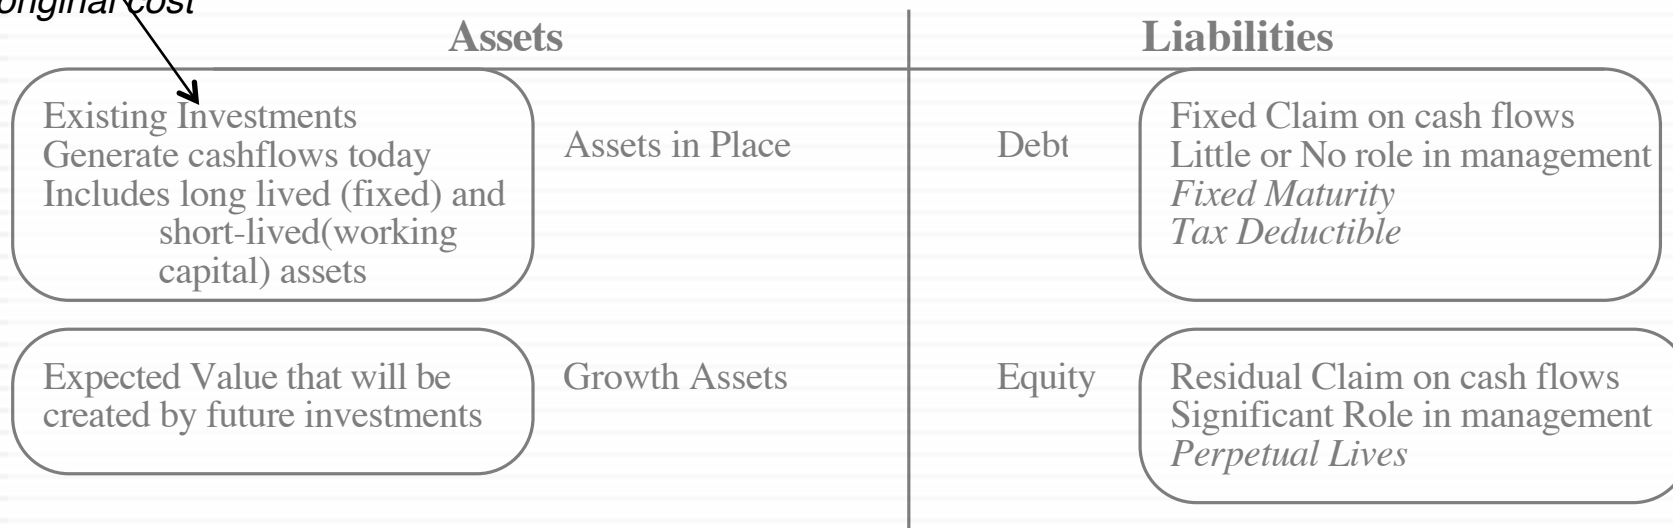 original cost
Assets
Liabilities
Existing Investments
Generate cashflows today
Includes long lived (fixed) and
short-lived(working
capital) assets
Assets in Place
Debt
Fixed Claim on cash flows
Little or No role in management
Fixed Maturity
Tax Deductible
Expected Value that will be
created by future investments
Growth Assets
Equity
Residual Claim on cash flows
Significant Role in management
Perpetual Lives